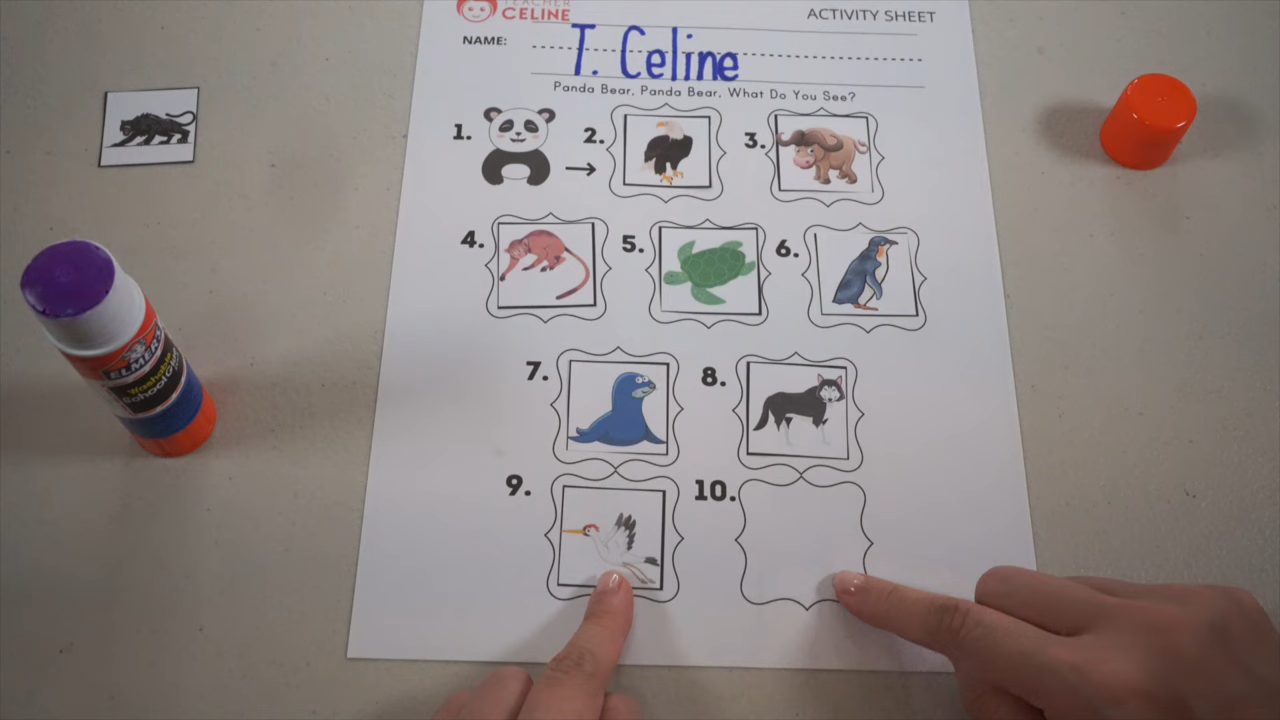 TEACHER
CELINE
ACTIVITY SHEET
NAME: T. Celine
Panda Bear, Panda Bear, What Do You See?
1. 2. 3.
4. 5. 6.
7. 8.
9. 10.
ELMER'S
Washable
School Glue